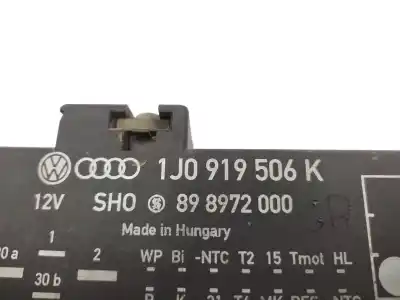 1J0 919 506 K
12V SHO 89 8972 000
Made in Hungary
1 2 WP Bi -NTC T2 15 Tmot HL
30 b